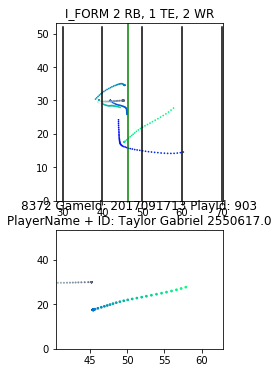 I_FORM 2 RB, 1 TE, 2 WR
50
40
30
20
10
0
30 40 50 60 70
8372 GameId: 2017091713 PlayId: 903
PlayerName + ID: Taylor Gabriel 2550617.0
40
20
0
45 50 55 60